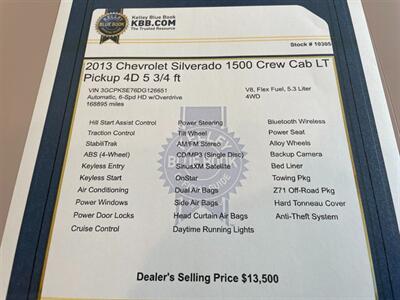 Kelley Blue Book
KBB.COM
The Trusted Resource
Stock # 10305
2013 Chevrolet Silverado 1500 Crew Cab LT
Pickup 4D 5 3/4 ft
VIN 3GCPKSE76DG126651
Automatic, 6-Spd HD w/Overdrive
168895 miles
V8, Flex Fuel, 5.3 Liter
4WD
Hill Start Assist Control
Traction Control
StabiliTrak
ABS (4-Wheel)
Keyless Entry
Keyless Start
Air Conditioning
Power Windows
Power Door Locks
Cruise Control
Power Steering
Tilt Wheel
AM/FM Stereo
CD/MP3 (Single Disc)
SiriusXM Satellite
OnStar
Dual Air Bags
Side Air Bags
Head Curtain Air Bags
Daytime Running Lights
Bluetooth Wireless
Power Seat
Alloy Wheels
Backup Camera
Bed Liner
Towing Pkg
Z71 Off-Road Pkg
Hard Tonneau Cover
Anti-Theft System
Dealer's Selling Price $13,500